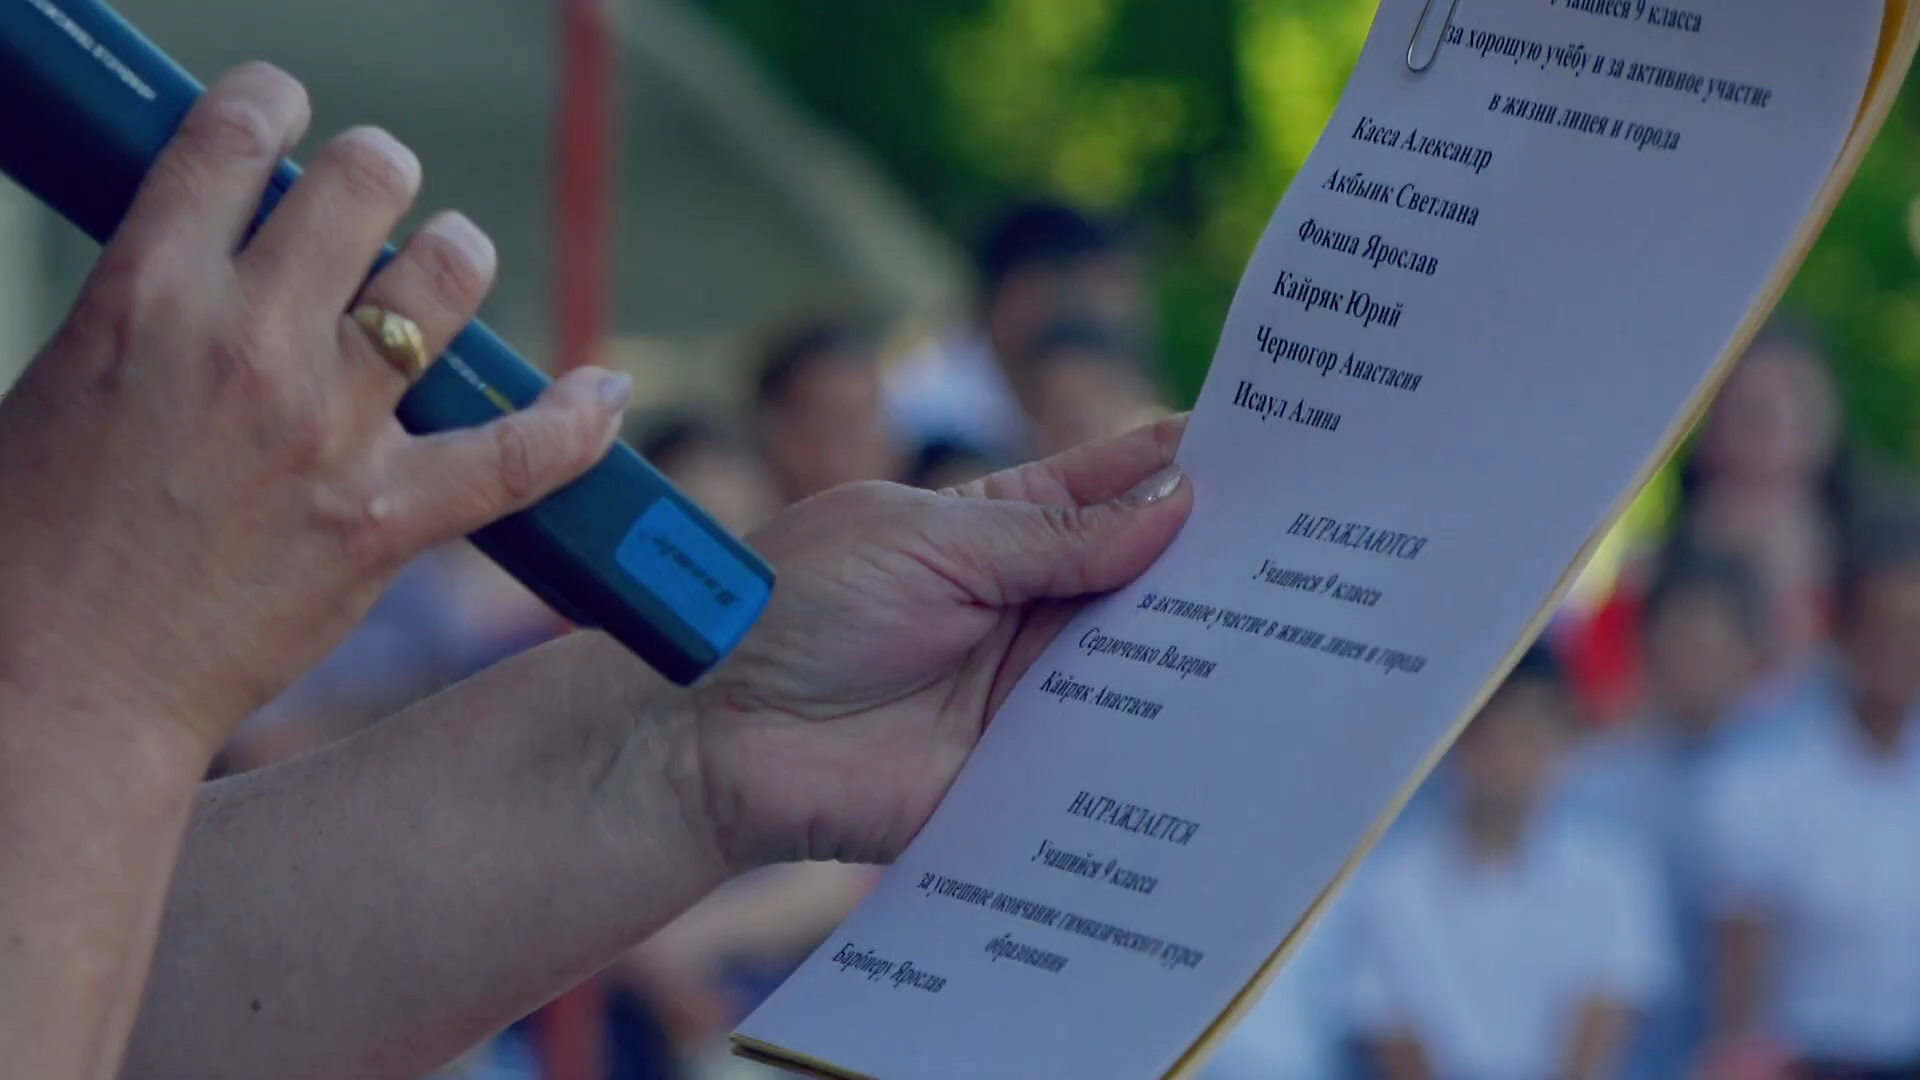 учащиеся 9 класса
за хорошую учёбу и за активное участие
в жизни лицея и города
Касса Александр
Акбыик Светлана
Фокша Ярослав
Кайряк Юрий
Черногор Анастасия
Исаул Алина
НАГРАЖДАЮТСЯ
Учащиеся 9 класса
за активное участие в жизни лицея и города
Сердюченко Валерия
Кайряк Анастасия
НАГРАЖДАЕТСЯ
Учащийся 9 класса
за успешное окончание гимназического курса
образования
Барбиеру Ярослав